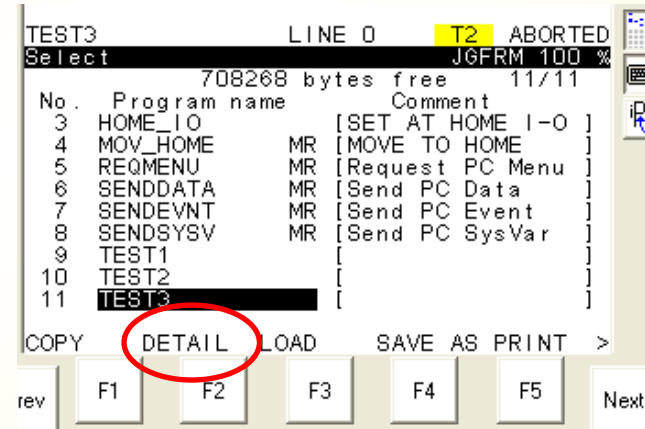 TEST3 LINE 0 T2 ABORTED
Select JGFRM 100 %
708268 bytes free 11/11
No. Program name Comment
3 HOME_IO [SET AT HOME I-O ]
4 MOV_HOME MR [MOVE TO HOME ]
5 REQMENU MR [Request PC Menu ]
6 SENDDATA MR [Send PC Data ]
7 SENDEVNT MR [Send PC Event ]
8 SENDSYSV MR [Send PC SysVar ]
9 TEST1 [ ]
10 TEST2 [ ]
11 TEST3 [ ]
COPY DETAIL LOAD SAVE AS PRINT >
rev F1 F2 F3 F4 F5 Next